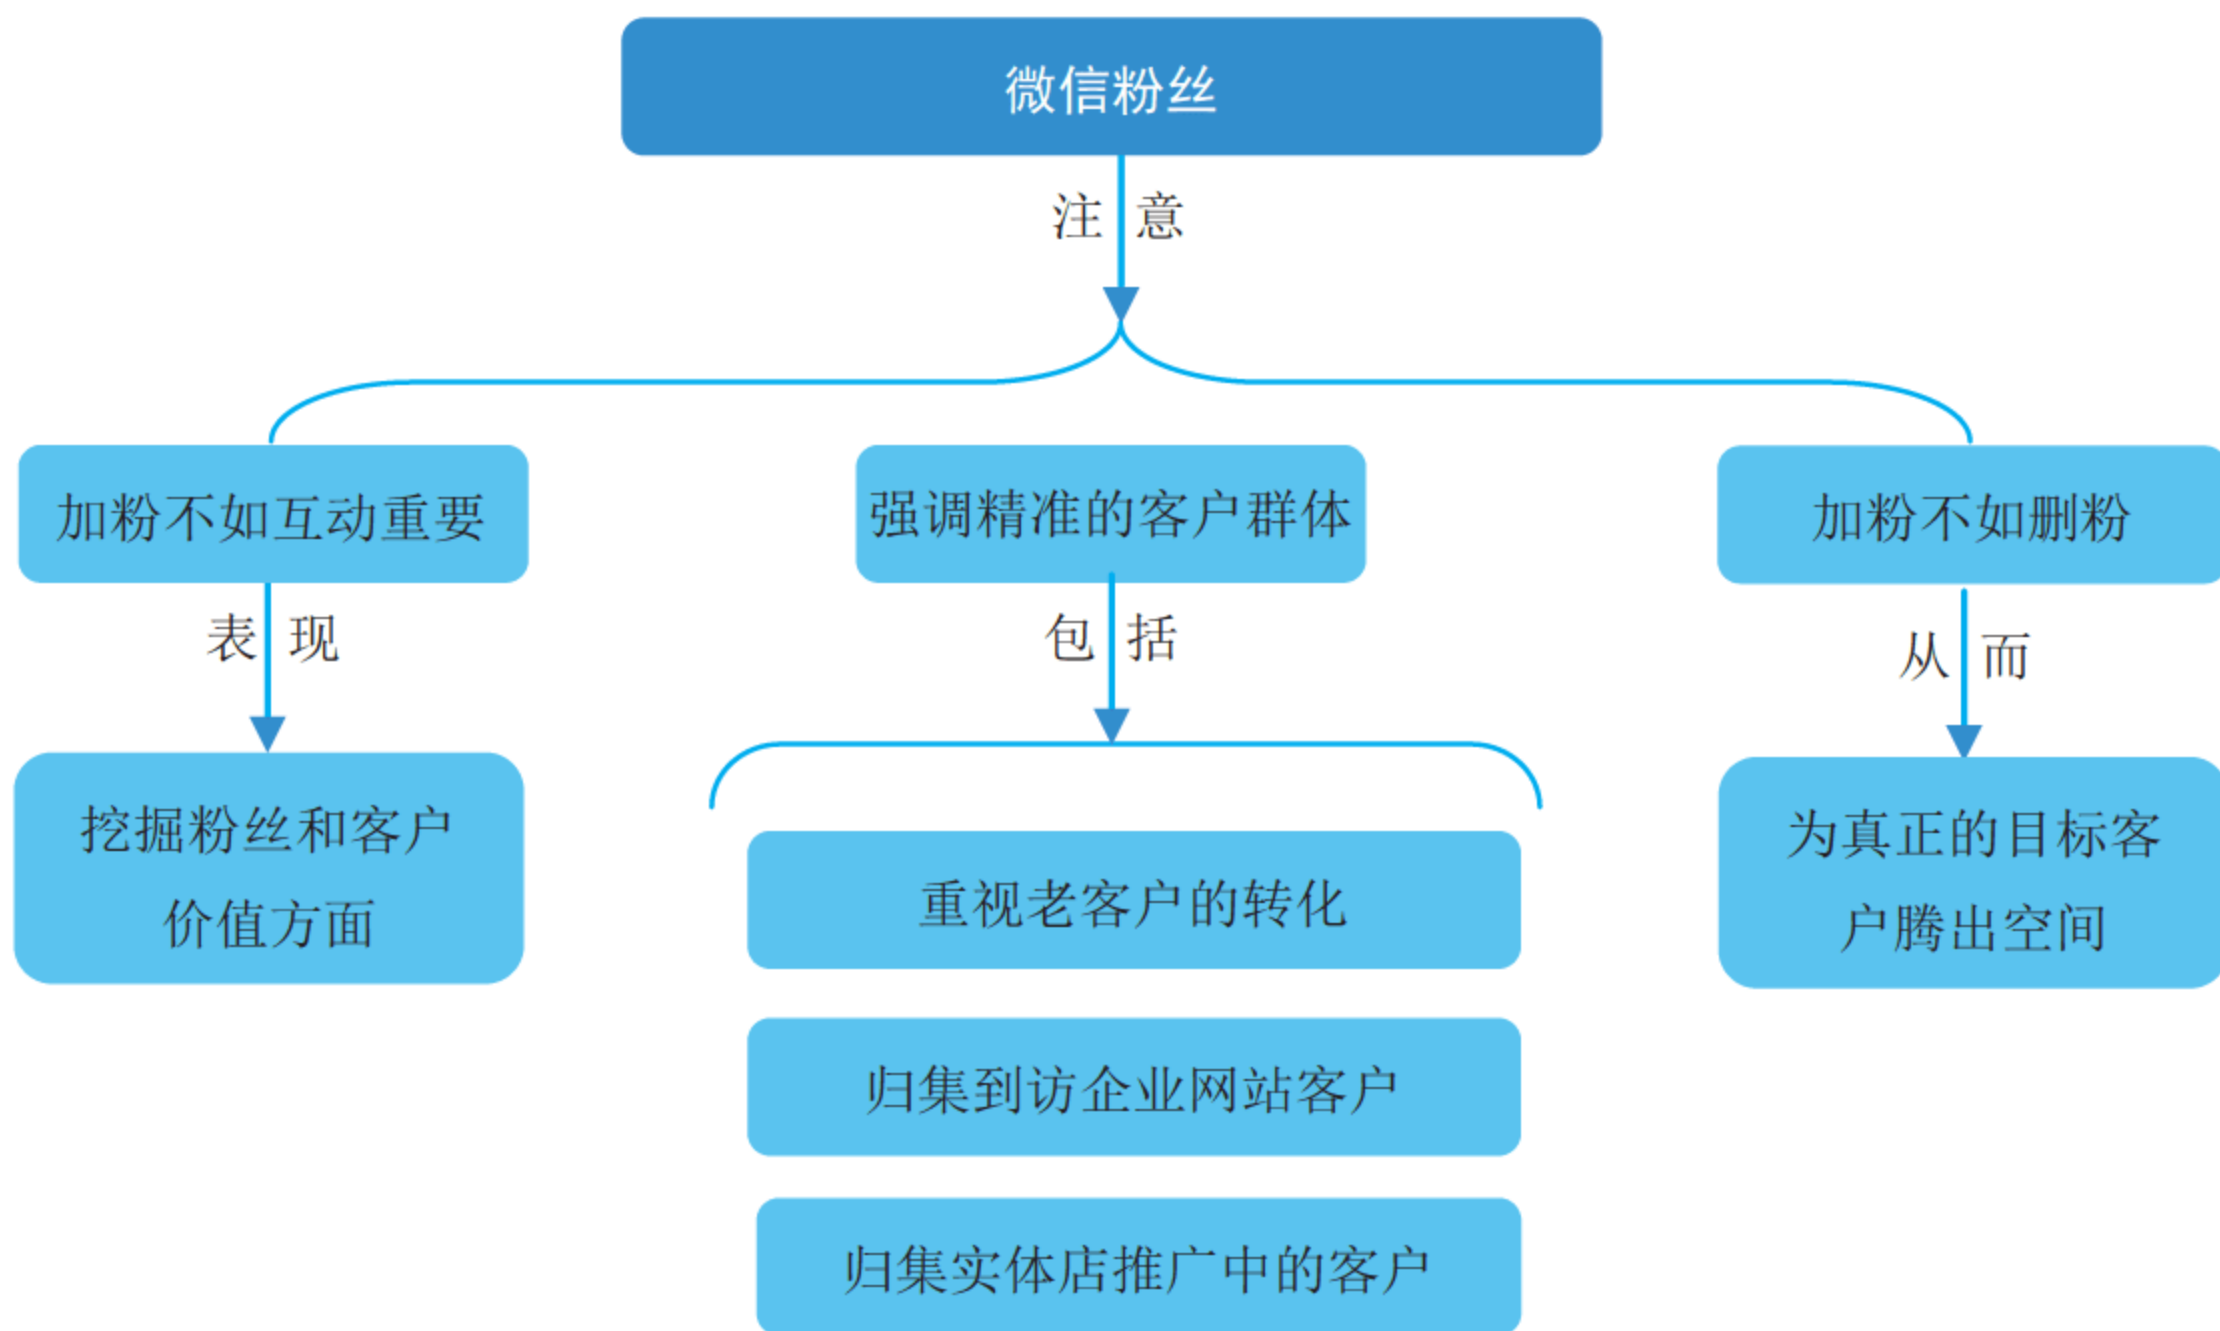 微信粉丝
注意
加粉不如互动重要
强调精准的客户群体
加粉不如删粉
表现
包括
从而
挖掘粉丝和客户
价值方面
重视老客户的转化
归集到访企业网站客户
归集实体店推广中的客户
为真正的目标客
户腾出空间